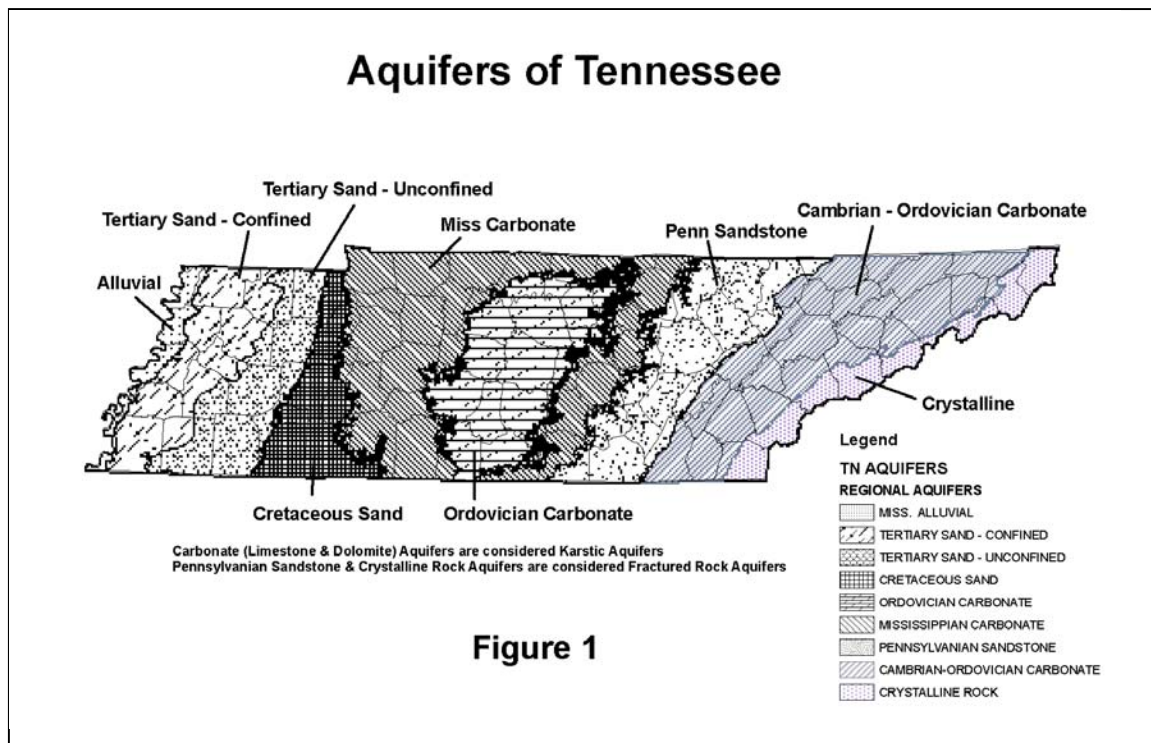 Aquifers of Tennessee
Tertiary Sand - Unconfined
Tertiary Sand - Confined
Miss Carbonate
Penn Sandstone
Cambrian - Ordovician Carbonate
Alluvial
Crystalline
Cretaceous Sand
Ordovician Carbonate
Carbonate (Limestone & Dolomite) Aquifers are considered Karstic Aquifers
Pennsylvanian Sandstone & Crystalline Rock Aquifers are considered Fractured Rock Aquifers
Figure 1
Legend
TN AQUIFERS
REGIONAL AQUIFERS
MISS. ALLUVIAL
TERTIARY SAND - CONFINED
TERTIARY SAND - UNCONFINED
CRETACEOUS SAND
ORDOVICIAN CARBONATE
MISSISSIPPIAN CARBONATE
PENNSYLVANIAN SANDSTONE
CAMBRIAN-ORDOVICIAN CARBONATE
CRYSTALLINE ROCK